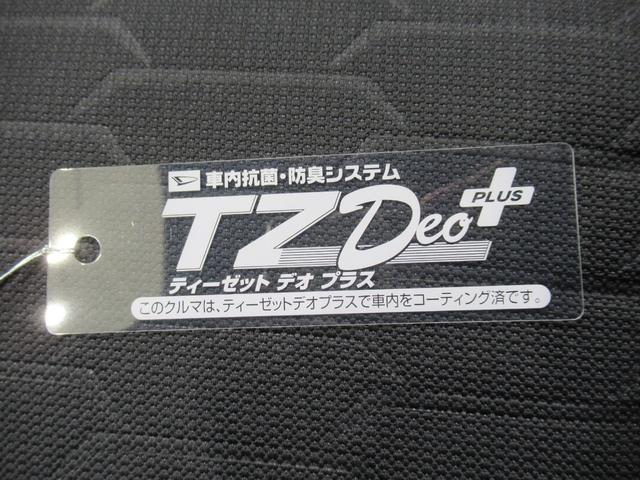 車内抗菌・防臭システム
TZ Deo PLUS
ティーゼット デオ プラス
このクルマは、ティーゼットデオプラスで車内をコーティング済です。